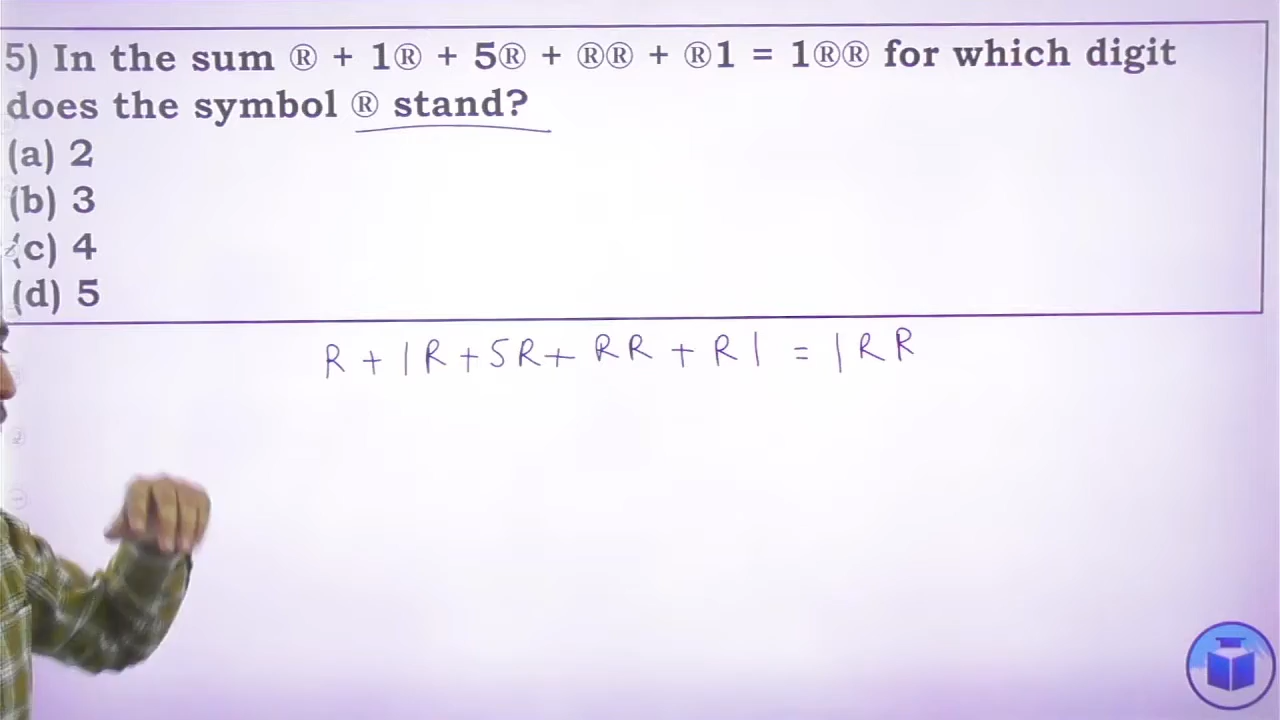 5) In the sum ® + 1® + 5® + ®® + ®1 = 1®® for which digit
does the symbol ® stand?
(a) 2
(b) 3
(c) 4
(d) 5
R + 1R + 5R + RR + R1 = 1RR